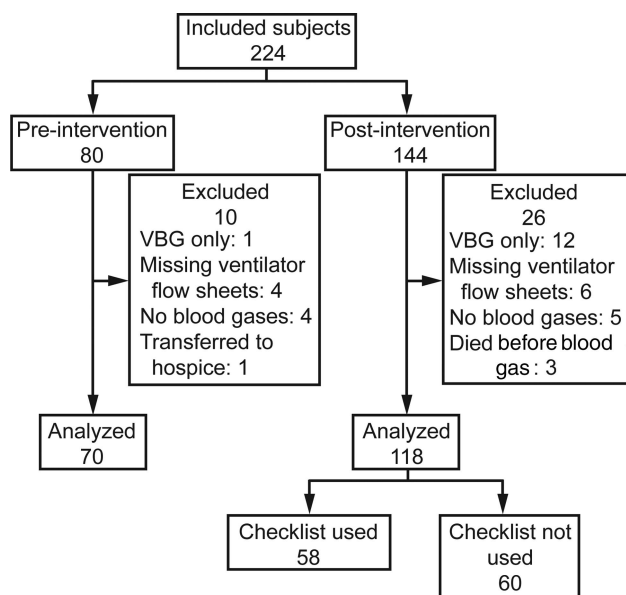 Included subjects
224
Pre-intervention
80
Post-intervention
144
Excluded
10
VBG only: 1
Missing ventilator
flow sheets: 4
No blood gases: 4
Transferred to
hospice: 1
Excluded
26
VBG only: 12
Missing ventilator
flow sheets: 6
No blood gases: 5
Died before blood
gas : 3
Analyzed
70
Analyzed
118
Checklist used
58
Checklist not
used
60